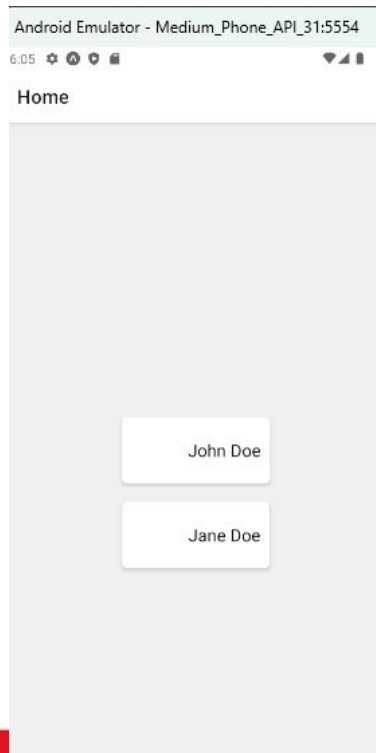 Android Emulator - Medium_Phone_API_31:5554
6:05
Home
John Doe
Jane Doe